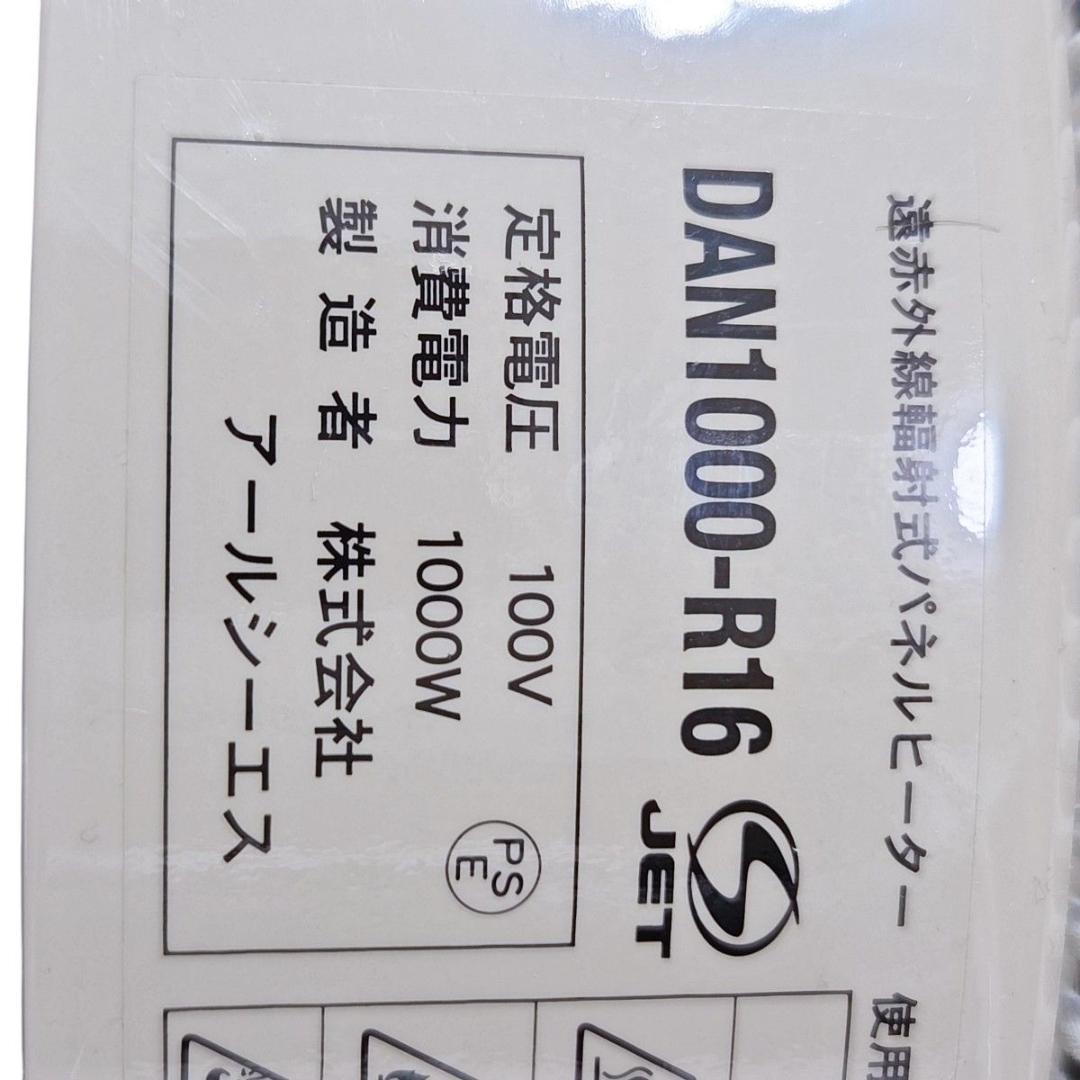 遠赤外線輻射式パネルヒーター
DAN1000-R16
S JET
定格電圧 100V
消費電力 1000W
製造者 株式会社
アールシーエス
PS
E
使用